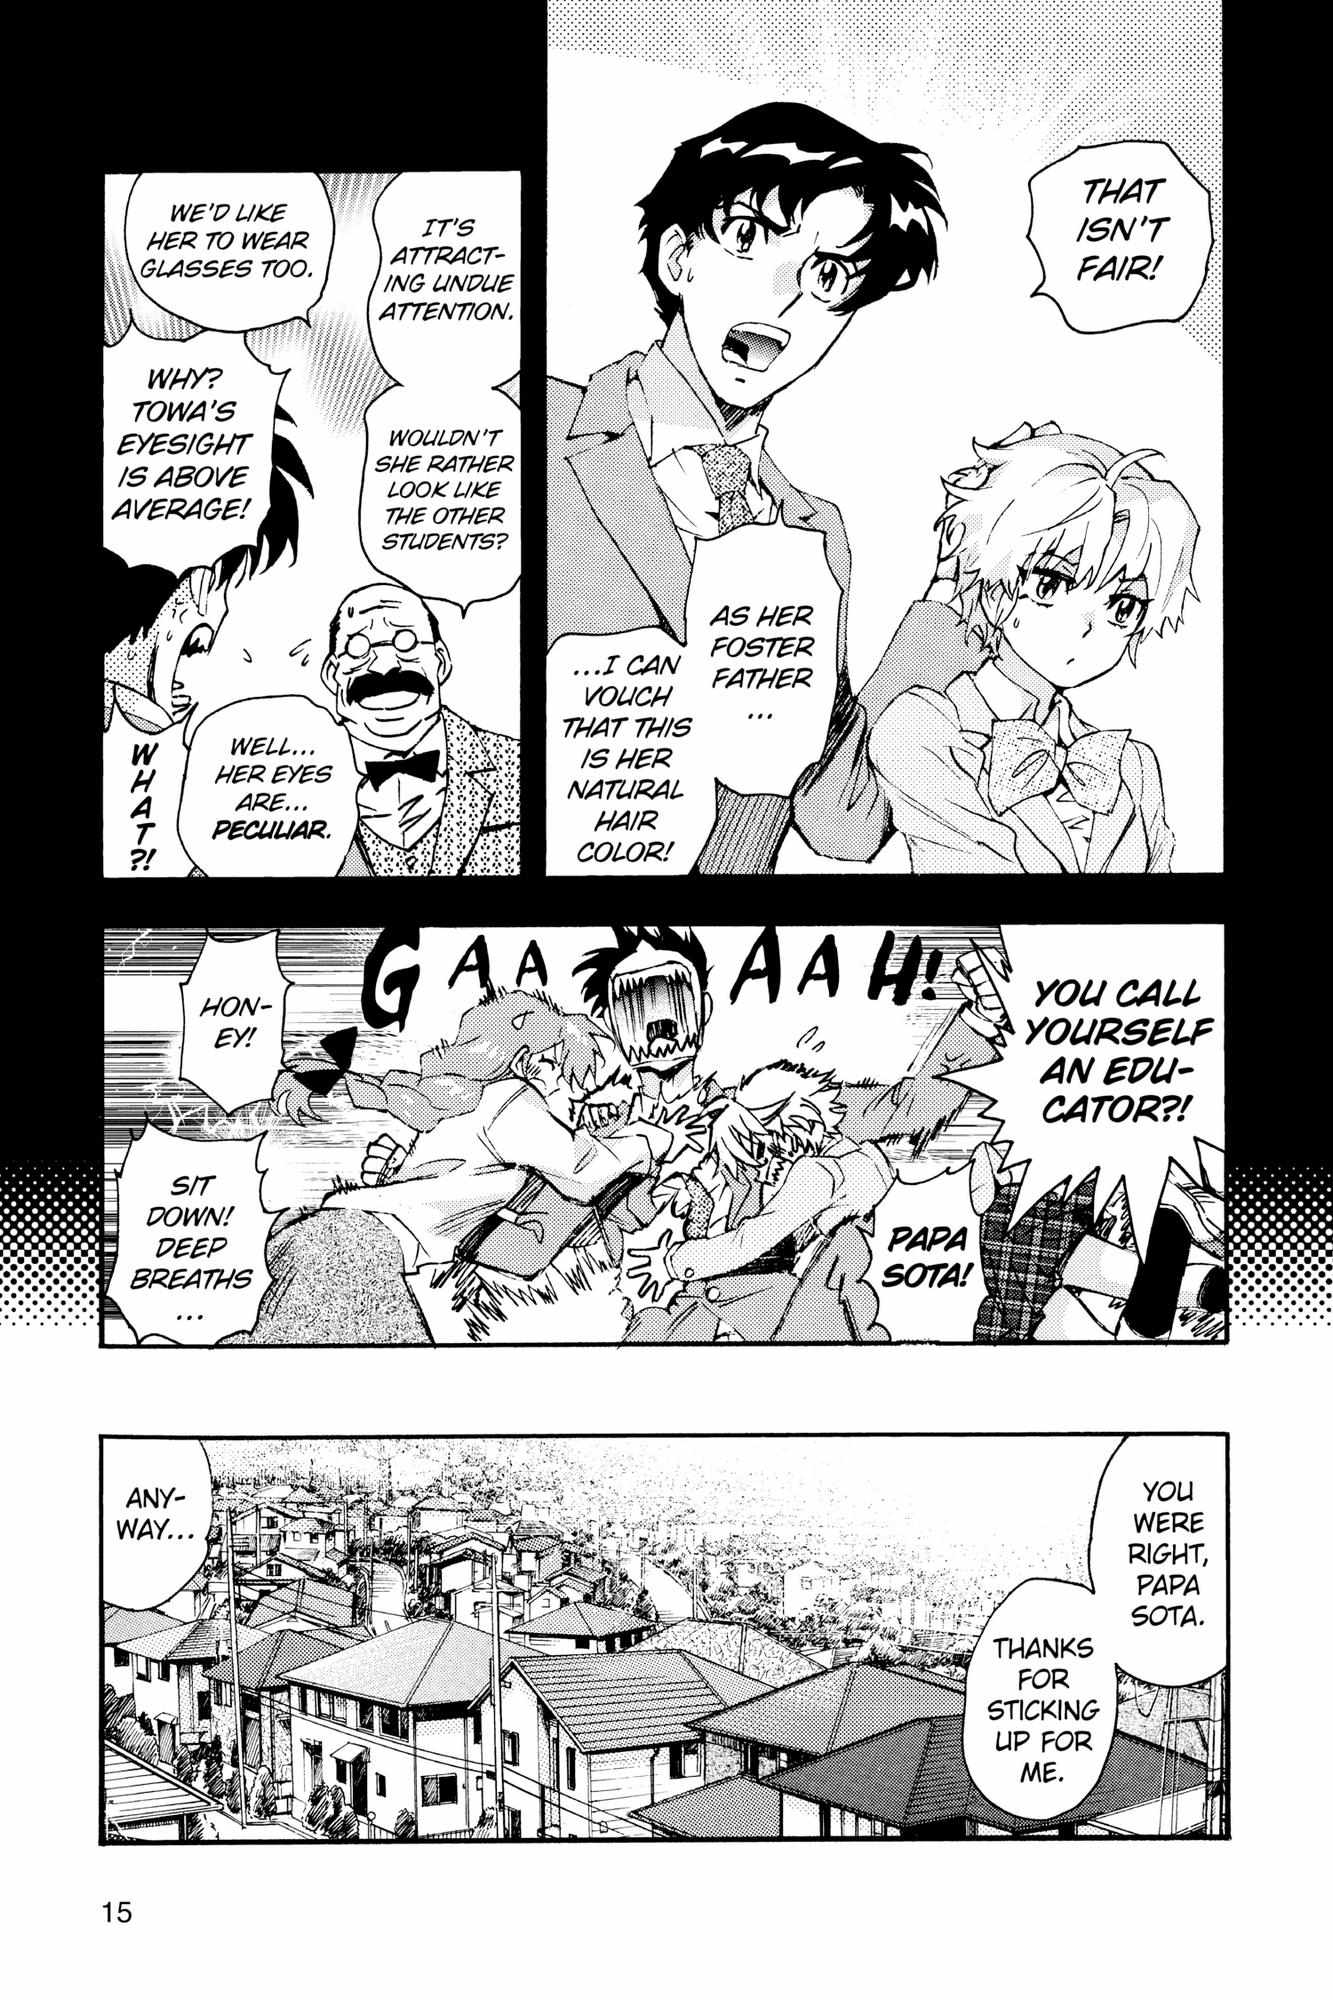 THAT
ISN'T
FAIR!
AS HER
FOSTER
FATHER
...
...I CAN
VOUCH
THAT THIS
IS HER
NATURAL
HAIR
COLOR!
IT'S
ATTRACT-
ING UNDUE
ATTENTION.
WOULDN'T
SHE RATHER
LOOK LIKE
THE OTHER
STUDENTS?
WE'D LIKE
HER TO WEAR
GLASSES TOO.
WHY?
TOWA'S
EYESIGHT
IS ABOVE
AVERAGE!
WELL...
HER EYES
ARE...
PECULIAR.
WHAT?!
YOU CALL
YOURSELF
AN EDU-
CATOR?!
GAAAAH!
PAPA
SOTA!
HON-
EY!
SIT
DOWN!
DEEP
BREATHS
...
YOU
WERE
RIGHT,
PAPA
SOTA.
THANKS
FOR
STICKING
UP FOR
ME.
ANY-
WAY...
15